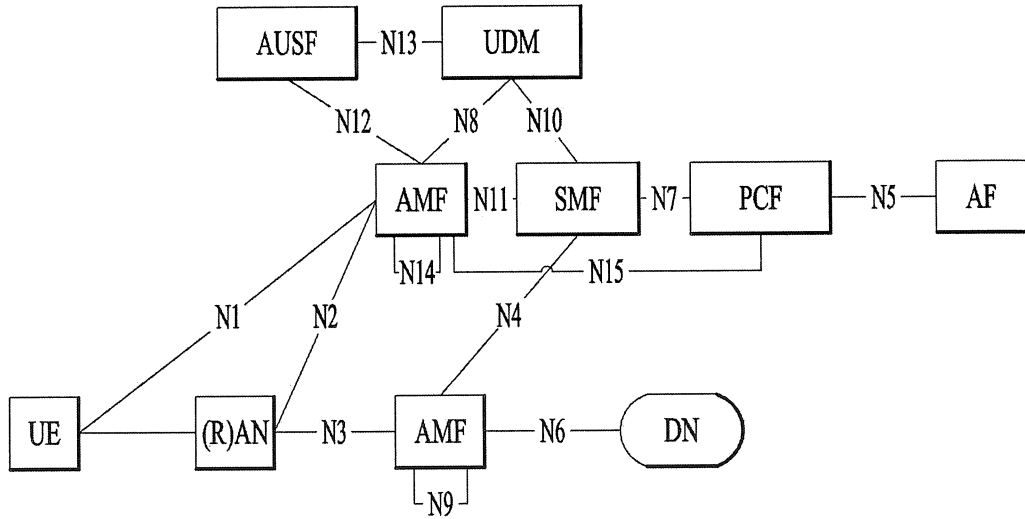 AUSF N13 UDM
N12 N8 N10
AMF N11 SMF N7 PCF N5 AF
N14 N15
N1 N2 N4
UE (R)AN N3 AMF N6 DN
N9